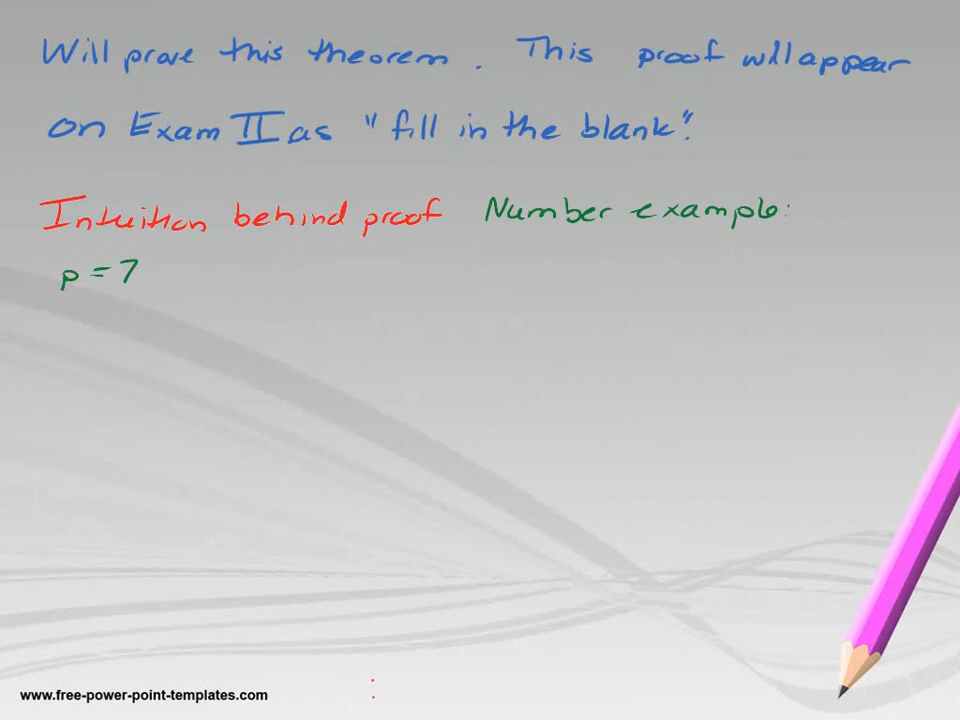 Will prove this theorem. This proof will appear
on Exam II as "fill in the blank".
Intuition behind proof Number example:
p = 7
www.free-power-point-templates.com